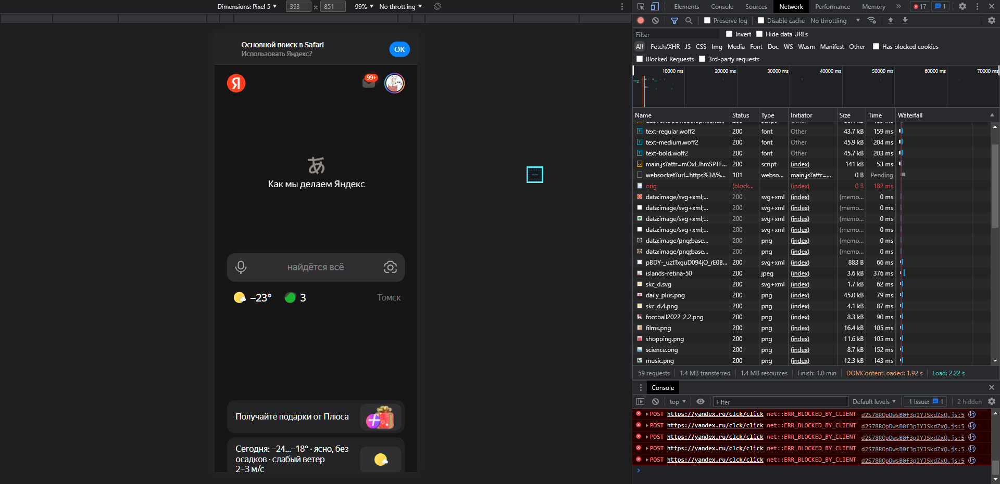 Dimensions: Pixel 5 ▼ 393 × 851 99% ▼ No throttling ▼
Elements Console Sources Network Performance Memory » 17 1
Preserve log Disable cache No throttling ▼
Filter Invert Hide data URLs
All Fetch/XHR JS CSS Img Media Font Doc WS Wasm Manifest Other Has blocked cookies
Blocked Requests 3rd-party requests
10000 ms 20000 ms 30000 ms 40000 ms 50000 ms 60000 ms 70000 ms
Основной поиск в Safari
Использовать Яндекс?
OK
Я
99+
あ
Как мы делаем Яндекс
найдётся всё
−23° 3 Томск
Получайте подарки от Плюса
Сегодня: −24...−18° · ясно, без
осадков · слабый ветер
2−3 м/с
Name Status Type Initiator Size Time Waterfall
text-regular.woff2 200 font Other 43.7 kB 159 ms
text-medium.woff2 200 font Other 45.9 kB 204 ms
text-bold.woff2 200 font Other 45.7 kB 203 ms
main.js?attr=mOxLJhmSPTF... 200 script (index) 141 kB 53 ms
websocket?url=https%3A%... 101 webso... main.js?attr=... 0 B Pending
orig (block... (index) 0 B 182 ms
data:image/svg+xml;... 200 svg+xml (index) (memo... 0 ms
data:image/svg+xml;... 200 svg+xml (index) (memo... 0 ms
data:image/svg+xml;... 200 svg+xml (index) (memo... 0 ms
data:image/svg+xml;... 200 svg+xml (index) (memo... 0 ms
data:image/png;base... 200 png (index) (memo... 0 ms
data:image/png;base... 200 png (index) (memo... 0 ms
pBDY-_uztTxguD094jO_rE0B... 200 svg+xml (index) 883 B 66 ms
islands-retina-50 200 jpeg (index) 3.6 kB 376 ms
skc_d.svg 200 svg+xml (index) 1.7 kB 62 ms
daily_plus.png 200 png (index) 45.0 kB 79 ms
skc_d.4.png 200 png (index) 4.1 kB 87 ms
football2022_2.2.png 200 png (index) 8.3 kB 90 ms
films.png 200 png (index) 16.4 kB 105 ms
shopping.png 200 png (index) 11.6 kB 105 ms
science.png 200 png (index) 8.7 kB 152 ms
music.png 200 png (index) 12.3 kB 143 ms
59 requests 1.4 MB transferred 1.4 MB resources Finish: 1.0 min DOMContentLoaded: 1.92 s Load: 2.22 s
Console
top ▼ Filter Default levels ▼ 1 Issue: 1 2 hidden
POST https://yandex.ru/clck/click net::ERR_BLOCKED_BY_CLIENT d2S78ROpDwsB0f3pIYJSkdZxQ.js:5
POST https://yandex.ru/clck/click net::ERR_BLOCKED_BY_CLIENT d2S78ROpDwsB0f3pIYJSkdZxQ.js:5
POST https://yandex.ru/clck/click net::ERR_BLOCKED_BY_CLIENT d2S78ROpDwsB0f3pIYJSkdZxQ.js:5
POST https://yandex.ru/clck/click net::ERR_BLOCKED_BY_CLIENT d2S78ROpDwsB0f3pIYJSkdZxQ.js:5
POST https://yandex.ru/clck/click net::ERR_BLOCKED_BY_CLIENT d2S78ROpDwsB0f3pIYJSkdZxQ.js:5